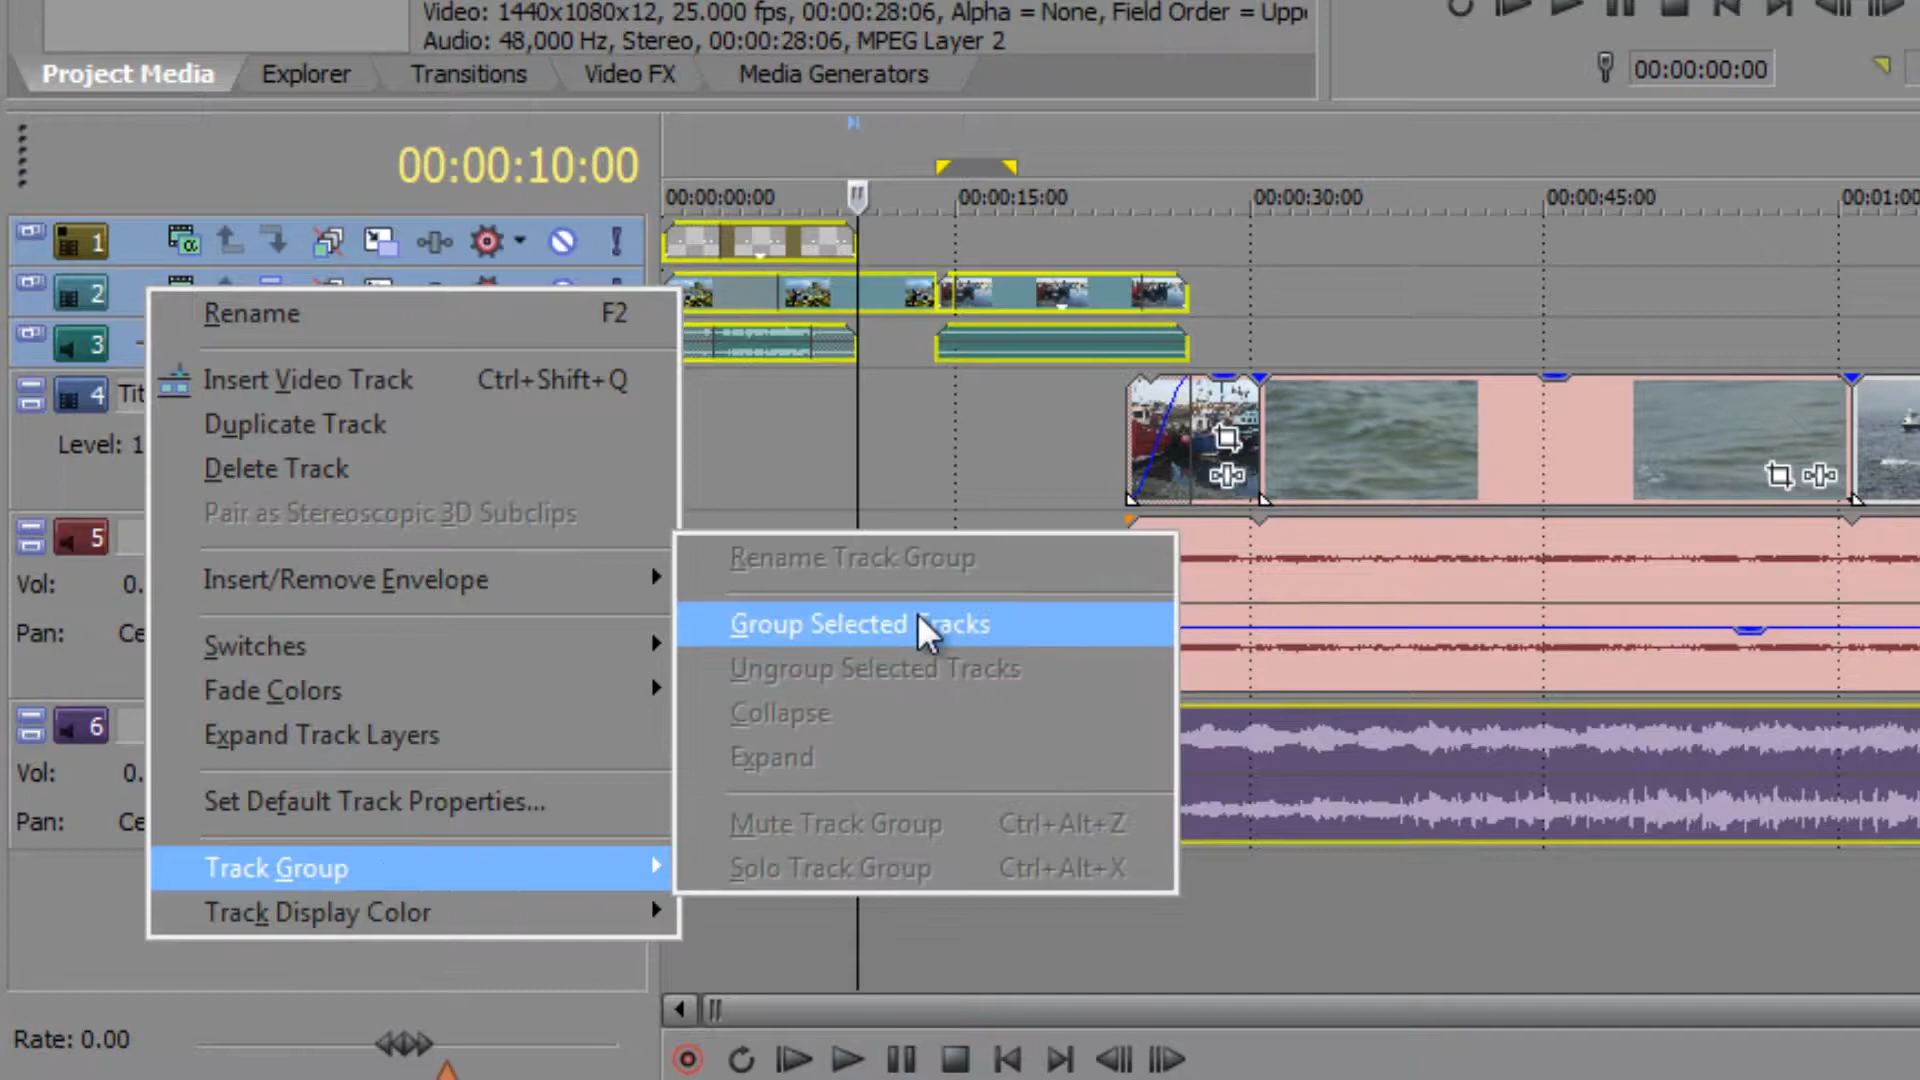 Video: 1440x1080x12, 25.000 fps, 00:00:28:06, Alpha = None, Field Order = Uppe
Audio: 48,000 Hz, Stereo, 00:00:28:06, MPEG Layer 2
Project Media Explorer Transitions Video FX Media Generators
00:00:00:00
00:00:10:00
00:00:00:00 00:00:15:00 00:00:30:00 00:00:45:00 00:01:00
1
2
3
4 Tit
Level: 1
5
Vol: 0.
Pan: Ce
6
Vol: 0.
Pan: Ce
Rename F2
Insert Video Track Ctrl+Shift+Q
Duplicate Track
Delete Track
Pair as Stereoscopic 3D Subclips
Insert/Remove Envelope
Switches
Fade Colors
Expand Track Layers
Set Default Track Properties...
Track Group
Track Display Color
Rename Track Group
Group Selected Tracks
Ungroup Selected Tracks
Collapse
Expand
Mute Track Group Ctrl+Alt+Z
Solo Track Group Ctrl+Alt+X
Rate: 0.00